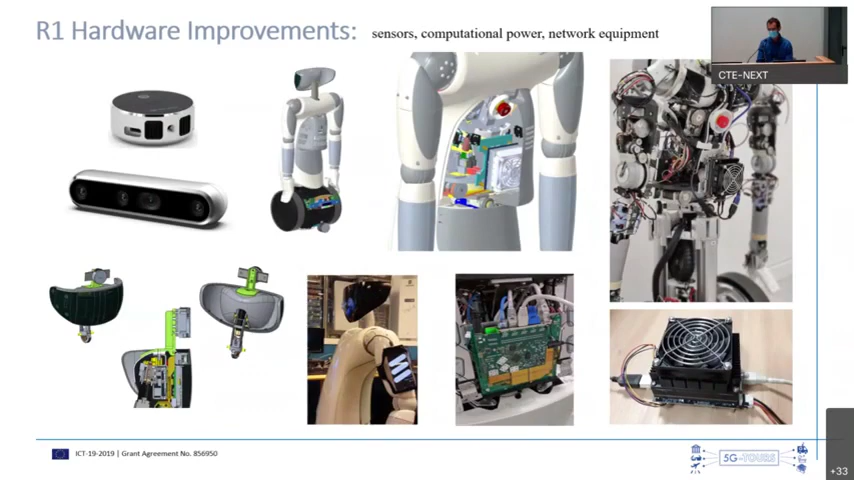 R1 Hardware Improvements: sensors, computational power, network equipment
CTE-NEXT
ICT-19-2019 | Grant Agreement No. 856950
5G-TOURS
+33